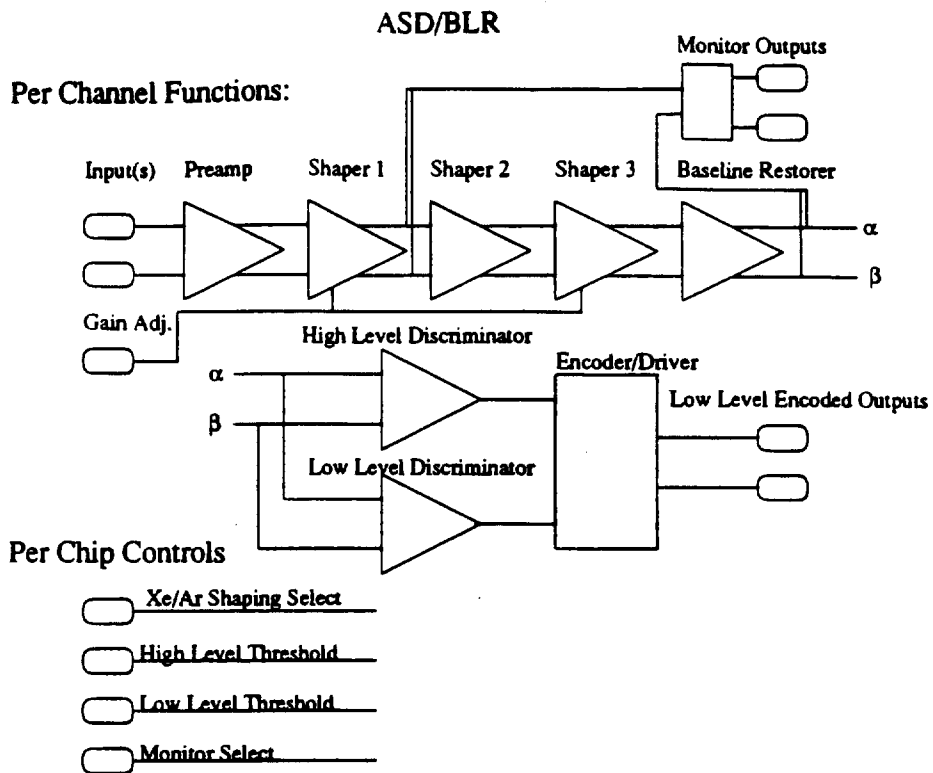 ASD/BLR
Monitor Outputs
Per Channel Functions:
Input(s)
Preamp
Shaper 1
Shaper 2
Shaper 3
Baseline Restorer
α
β
Gain Adj.
High Level Discriminator
α
β
Encoder/Driver
Low Level Encoded Outputs
Low Level Discriminator
Per Chip Controls
Xe/Ar Shaping Select
High Level Threshold
Low Level Threshold
Monitor Select